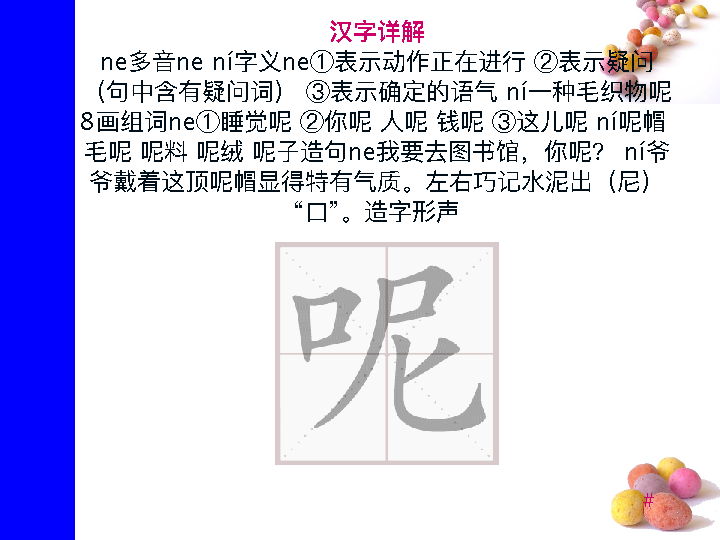 汉字详解
ne多音ne ní字义ne①表示动作正在进行 ②表示疑问
（句中含有疑问词） ③表示确定的语气 ní一种毛织物呢
8画组词ne①睡觉呢 ②你呢 人呢 钱呢 ③这儿呢 ní呢帽
毛呢 呢料 呢绒 呢子造句ne我要去图书馆，你呢？ ní爷
爷戴着这顶呢帽显得特有气质。左右巧记水泥出（尼）
“口”。造字形声
呢
#